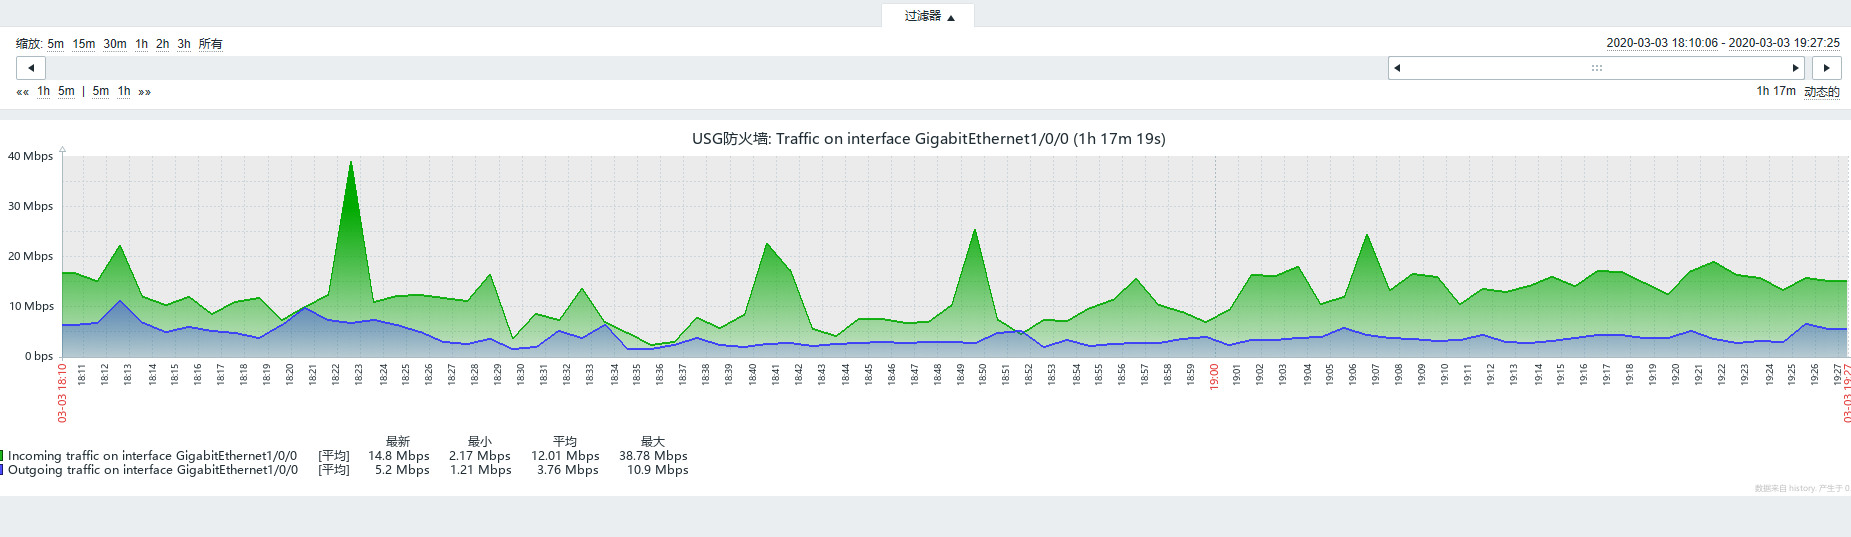 过滤器 ▲
缩放: 5m 15m 30m 1h 2h 3h 所有
2020-03-03 18:10:06 - 2020-03-03 19:27:25
«« 1h 5m | 5m 1h »»
1h 17m 动态的
USG防火墙: Traffic on interface GigabitEthernet1/0/0 (1h 17m 19s)
40 Mbps
30 Mbps
20 Mbps
10 Mbps
0 bps
03-03 18:10 18:11 18:12 18:13 18:14 18:15 18:16 18:17 18:18 18:19 18:20 18:21 18:22 18:23 18:24 18:25 18:26 18:27 18:28 18:29 18:30 18:31 18:32 18:33 18:34 18:35 18:36 18:37 18:38 18:39 18:40 18:41 18:42 18:43 18:44 18:45 18:46 18:47 18:48 18:49 18:50 18:51 18:52 18:53 18:54 18:55 18:56 18:57 18:58 18:59 19:00 19:01 19:02 19:03 19:04 19:05 19:06 19:07 19:08 19:09 19:10 19:11 19:12 19:13 19:14 19:15 19:16 19:17 19:18 19:19 19:20 19:21 19:22 19:23 19:24 19:25 19:26 19:27 03-03 19:27
最新 最小 平均 最大
Incoming traffic on interface GigabitEthernet1/0/0 [平均] 14.8 Mbps 2.17 Mbps 12.01 Mbps 38.78 Mbps
Outgoing traffic on interface GigabitEthernet1/0/0 [平均] 5.2 Mbps 1.21 Mbps 3.76 Mbps 10.9 Mbps
数据来自 history. 产生于 0